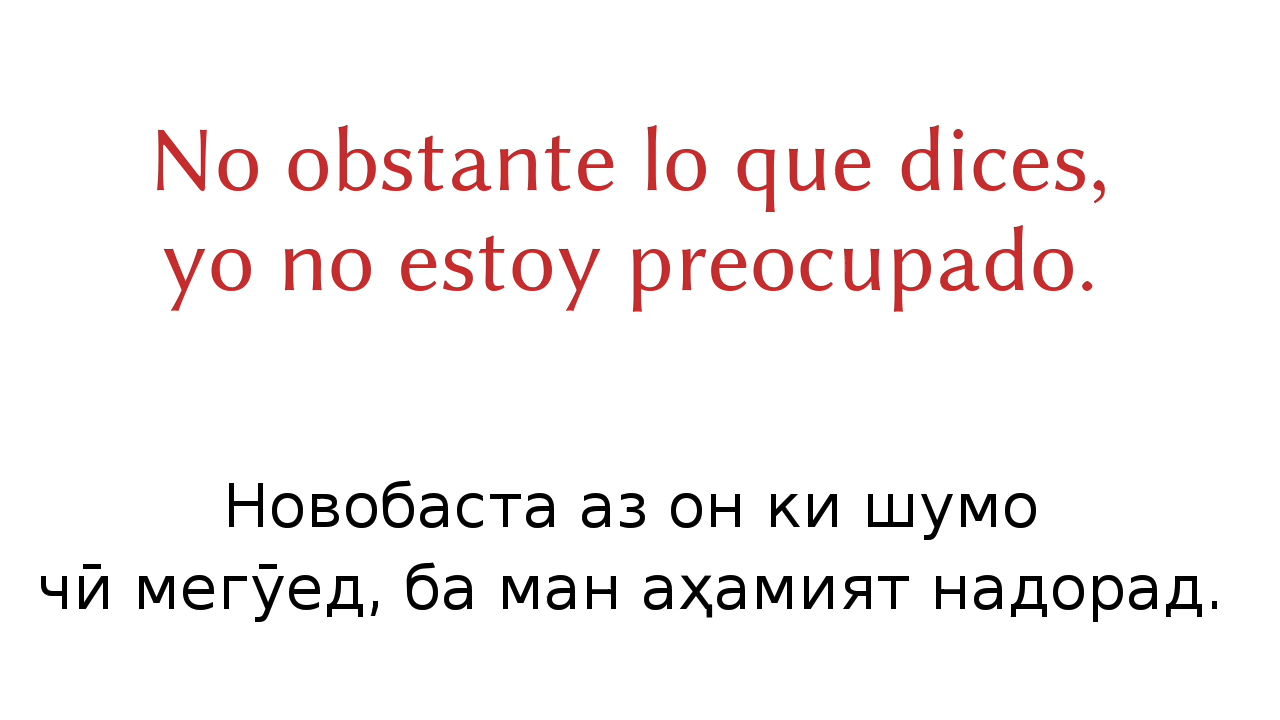 No obstante lo que dices,
yo no estoy preocupado.
Новобаста аз он ки шумо
чӣ мегӯед, ба ман аҳамият надорад.